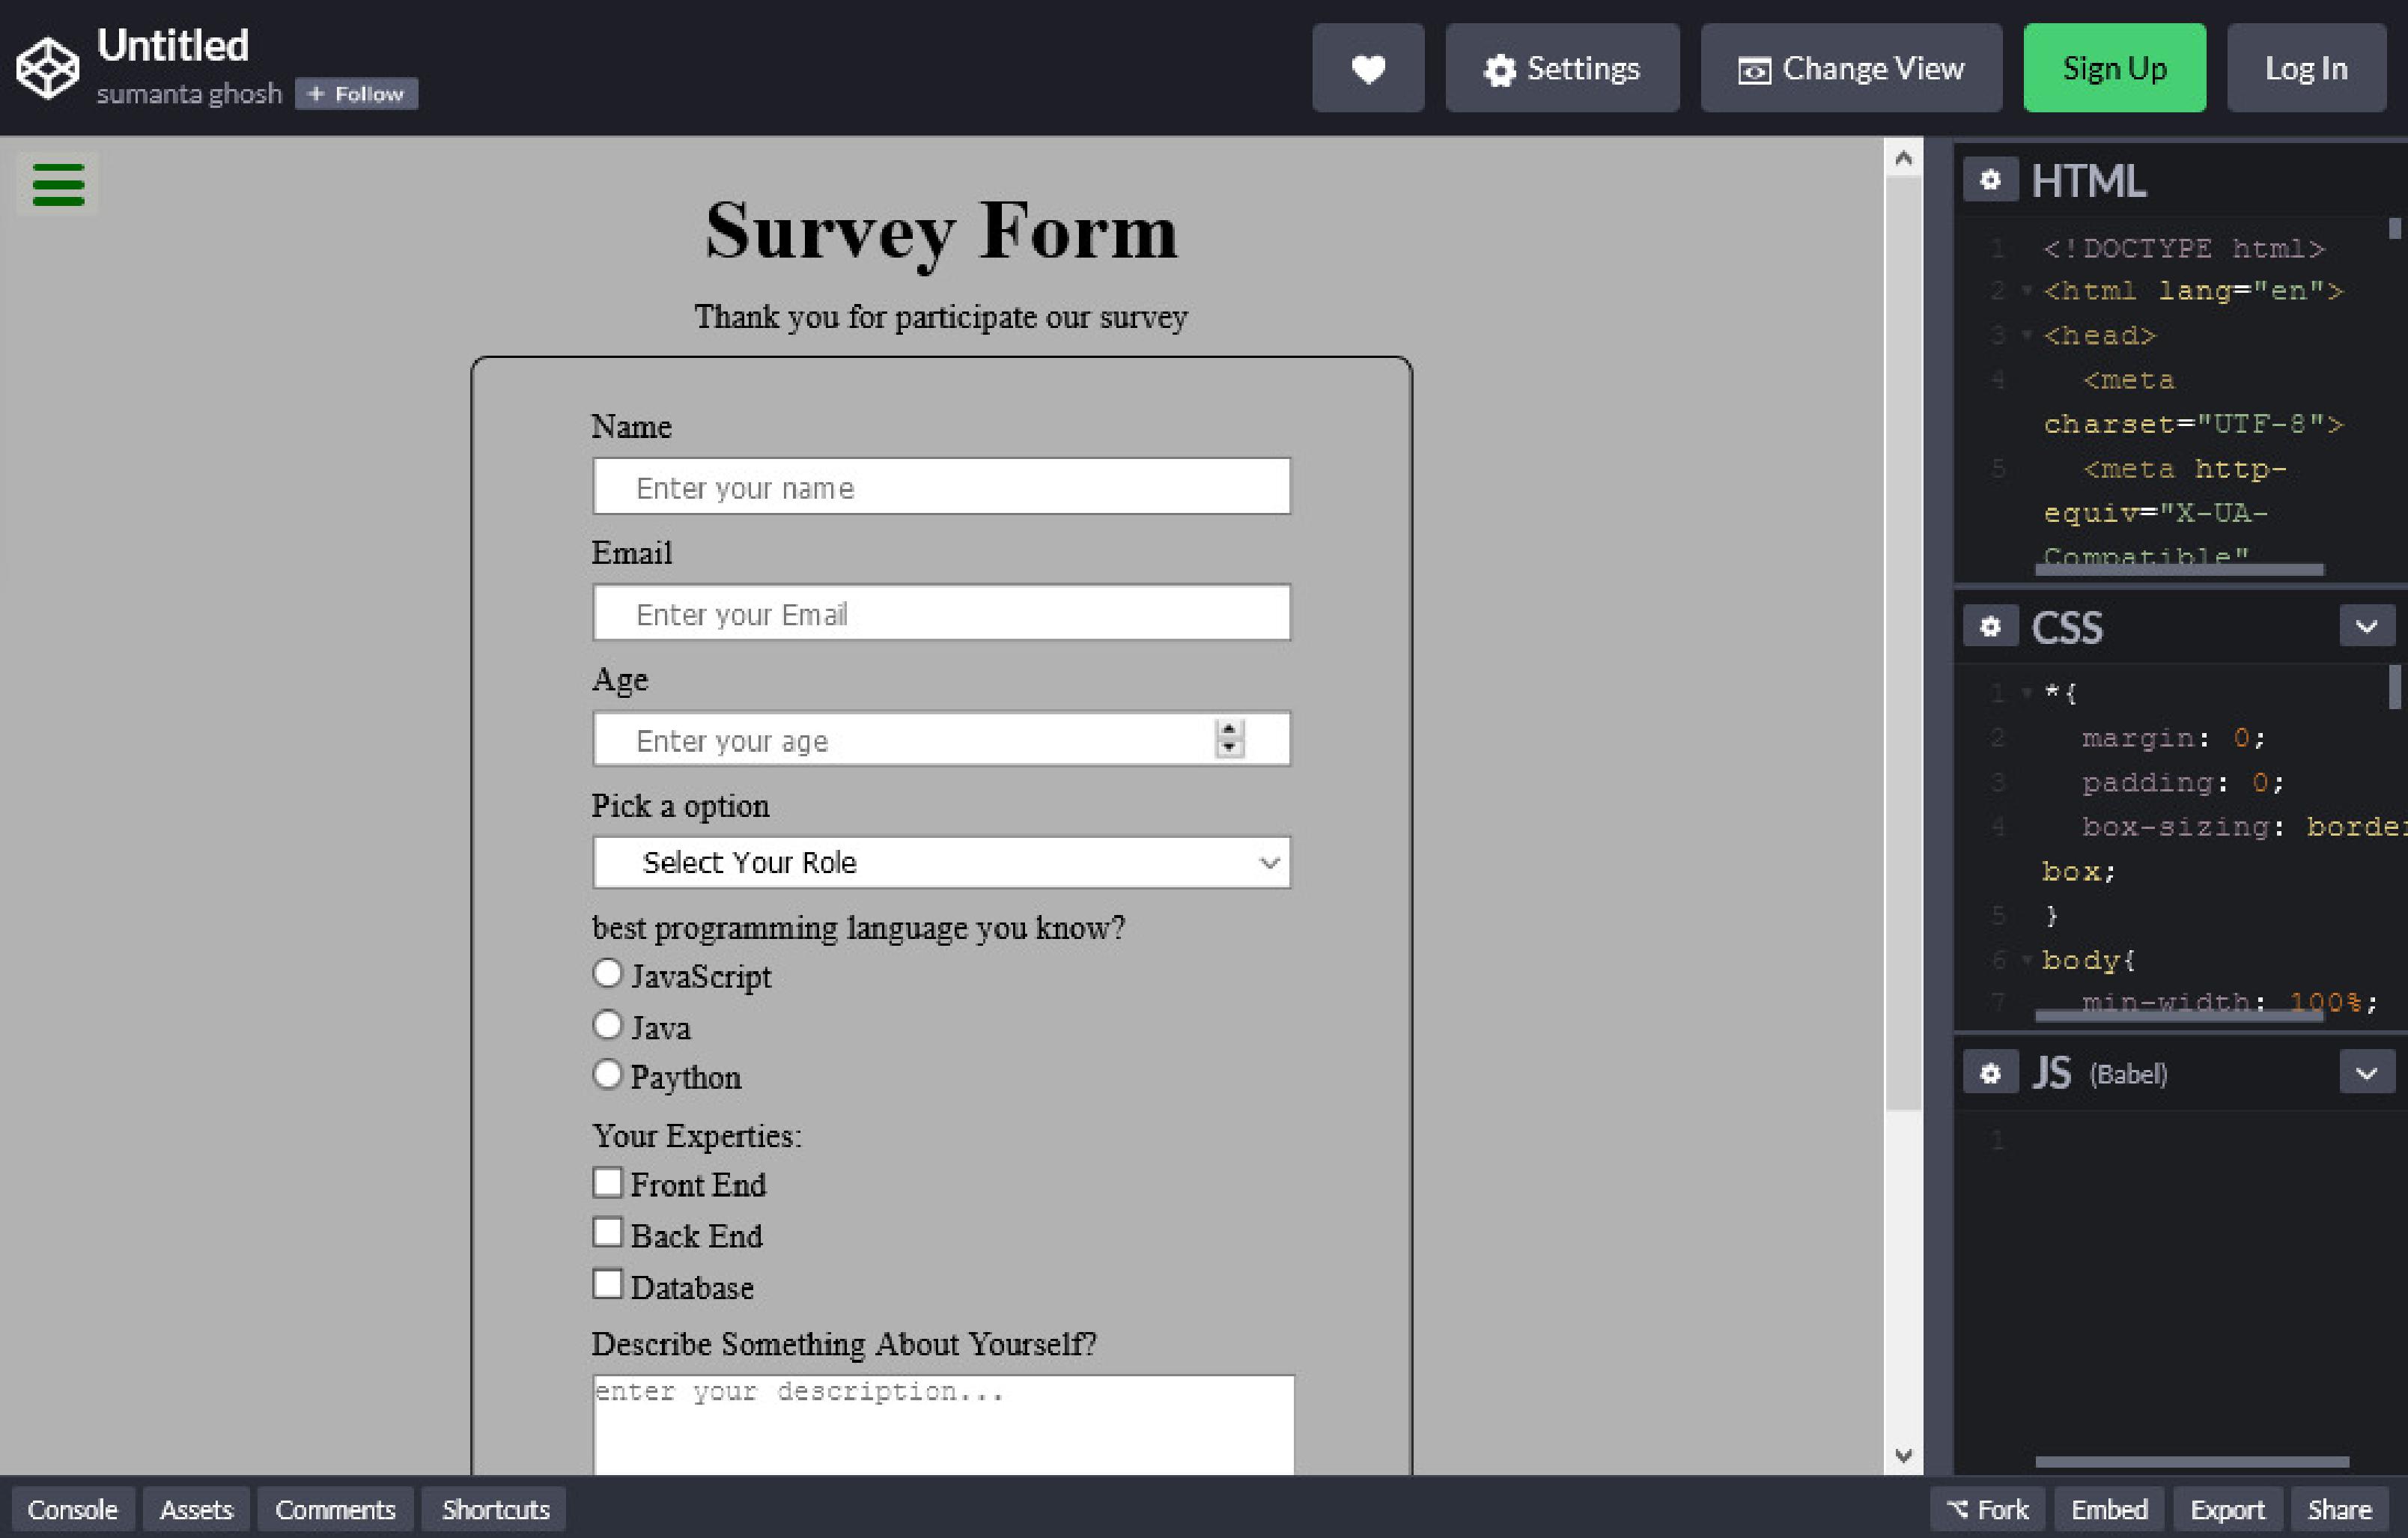 Untitled
sumanta ghosh + Follow
Settings
Change View
Sign Up
Log In
Survey Form
Thank you for participate our survey
Name
Enter your name
Email
Enter your Email
Age
Enter your age
Pick a option
Select Your Role
best programming language you know?
JavaScript
Java
Paython
Your Experties:
Front End
Back End
Database
Describe Something About Yourself?
enter your description...
HTML
1 <!DOCTYPE html>
2 <html lang="en">
3 <head>
4 <meta
charset="UTF-8">
5 <meta http-
equiv="X-UA-
Compatible"
CSS
1 *{
2 margin: 0;
3 padding: 0;
4 box-sizing: border
box;
5 }
6 body{
7 min-width: 100%;
JS (Babel)
1
Console Assets Comments Shortcuts
Fork Embed Export Share